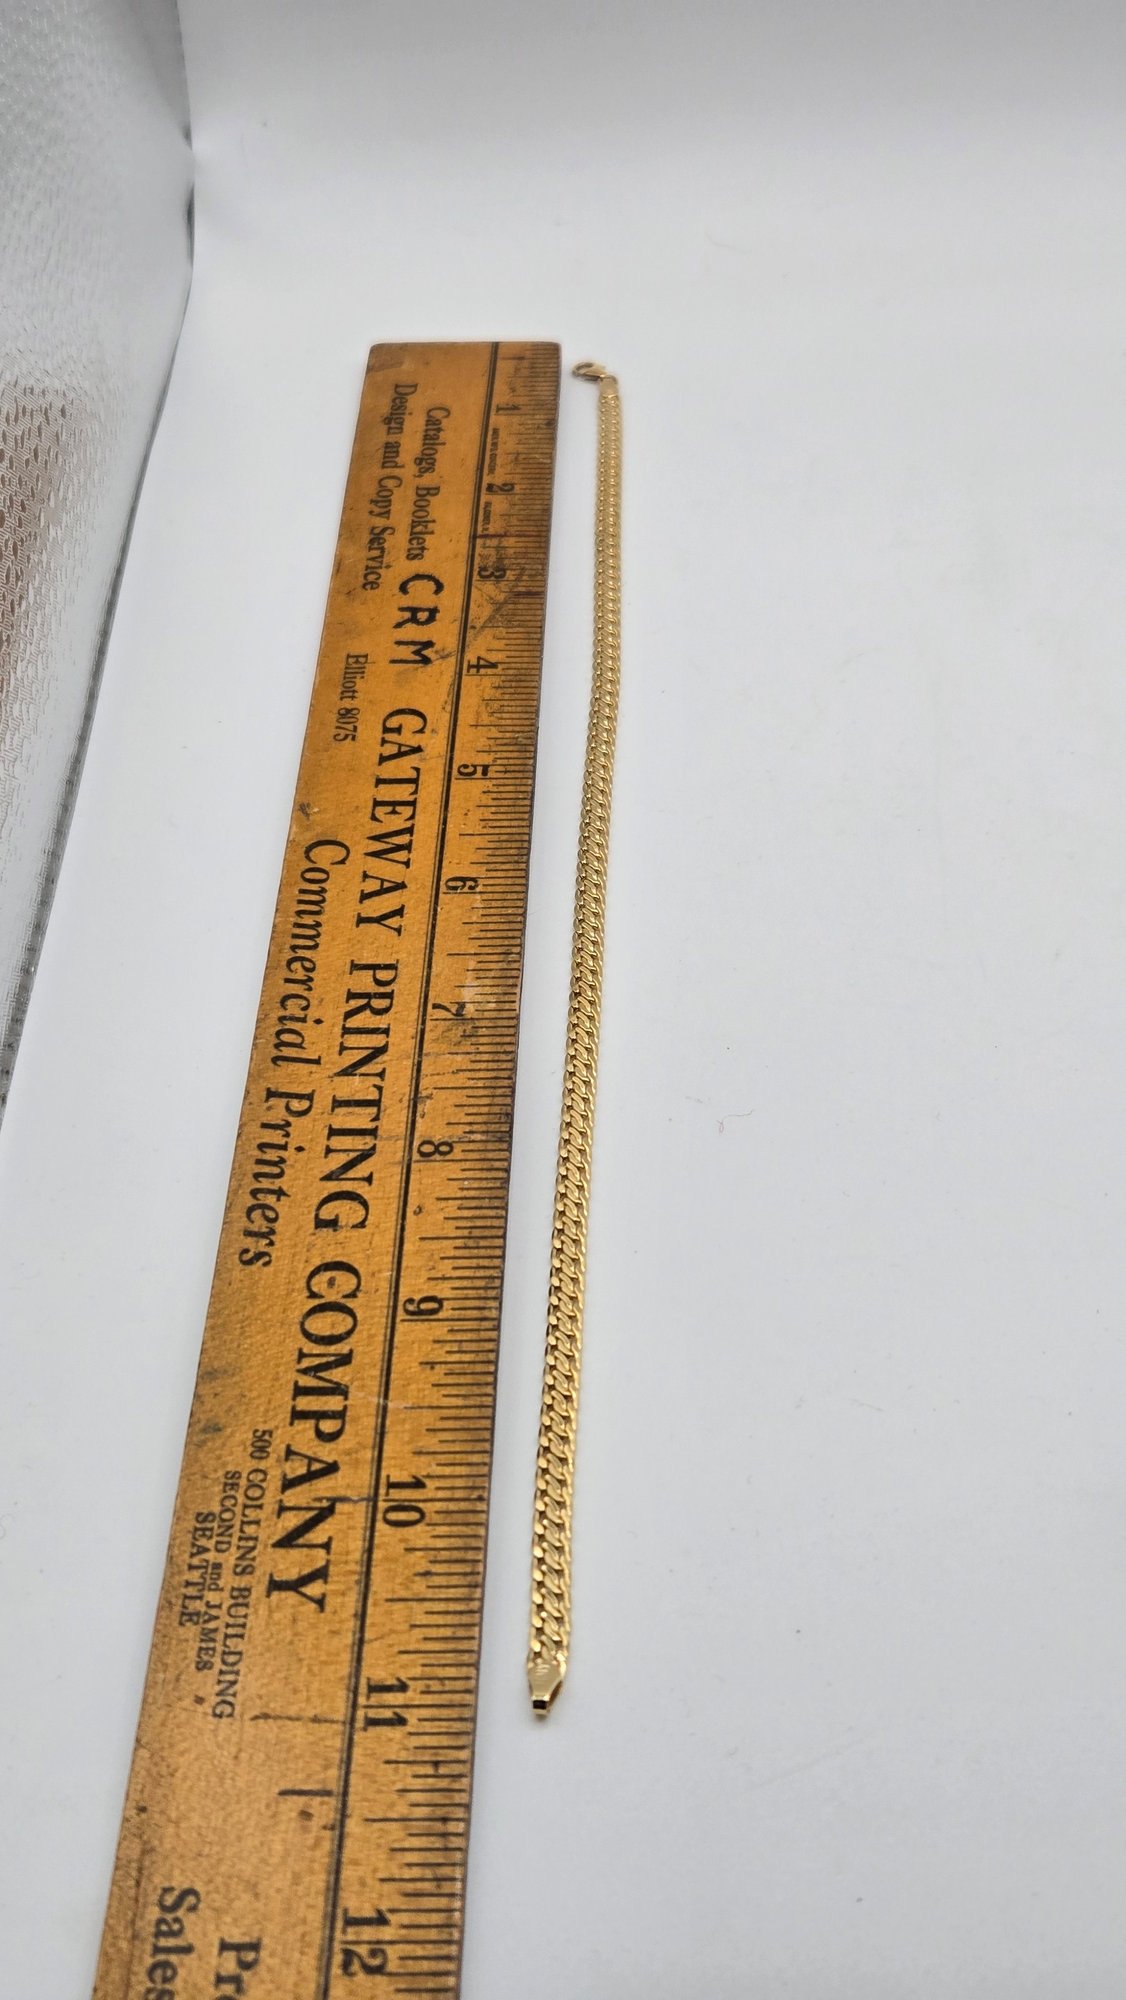 1 2 3 4 5 6 7 8 9 10 11 12
Catalogs, Booklets
Design and Copy Service
CRM
Elliott 8075
GATEWAY PRINTING COMPANY
Commercial Printers
500 COLLINS BUILDING
SECOND and JAMES
SEATTLE
Sales